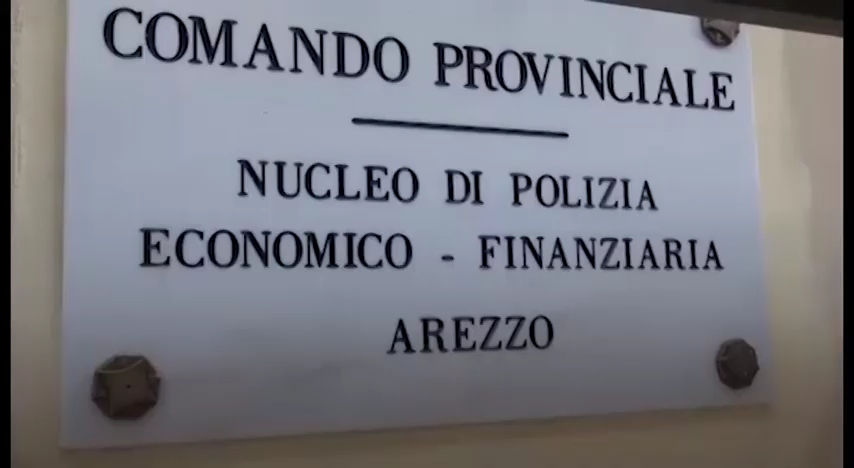 COMANDO PROVINCIALE
NUCLEO DI POLIZIA
ECONOMICO - FINANZIARIA
AREZZO